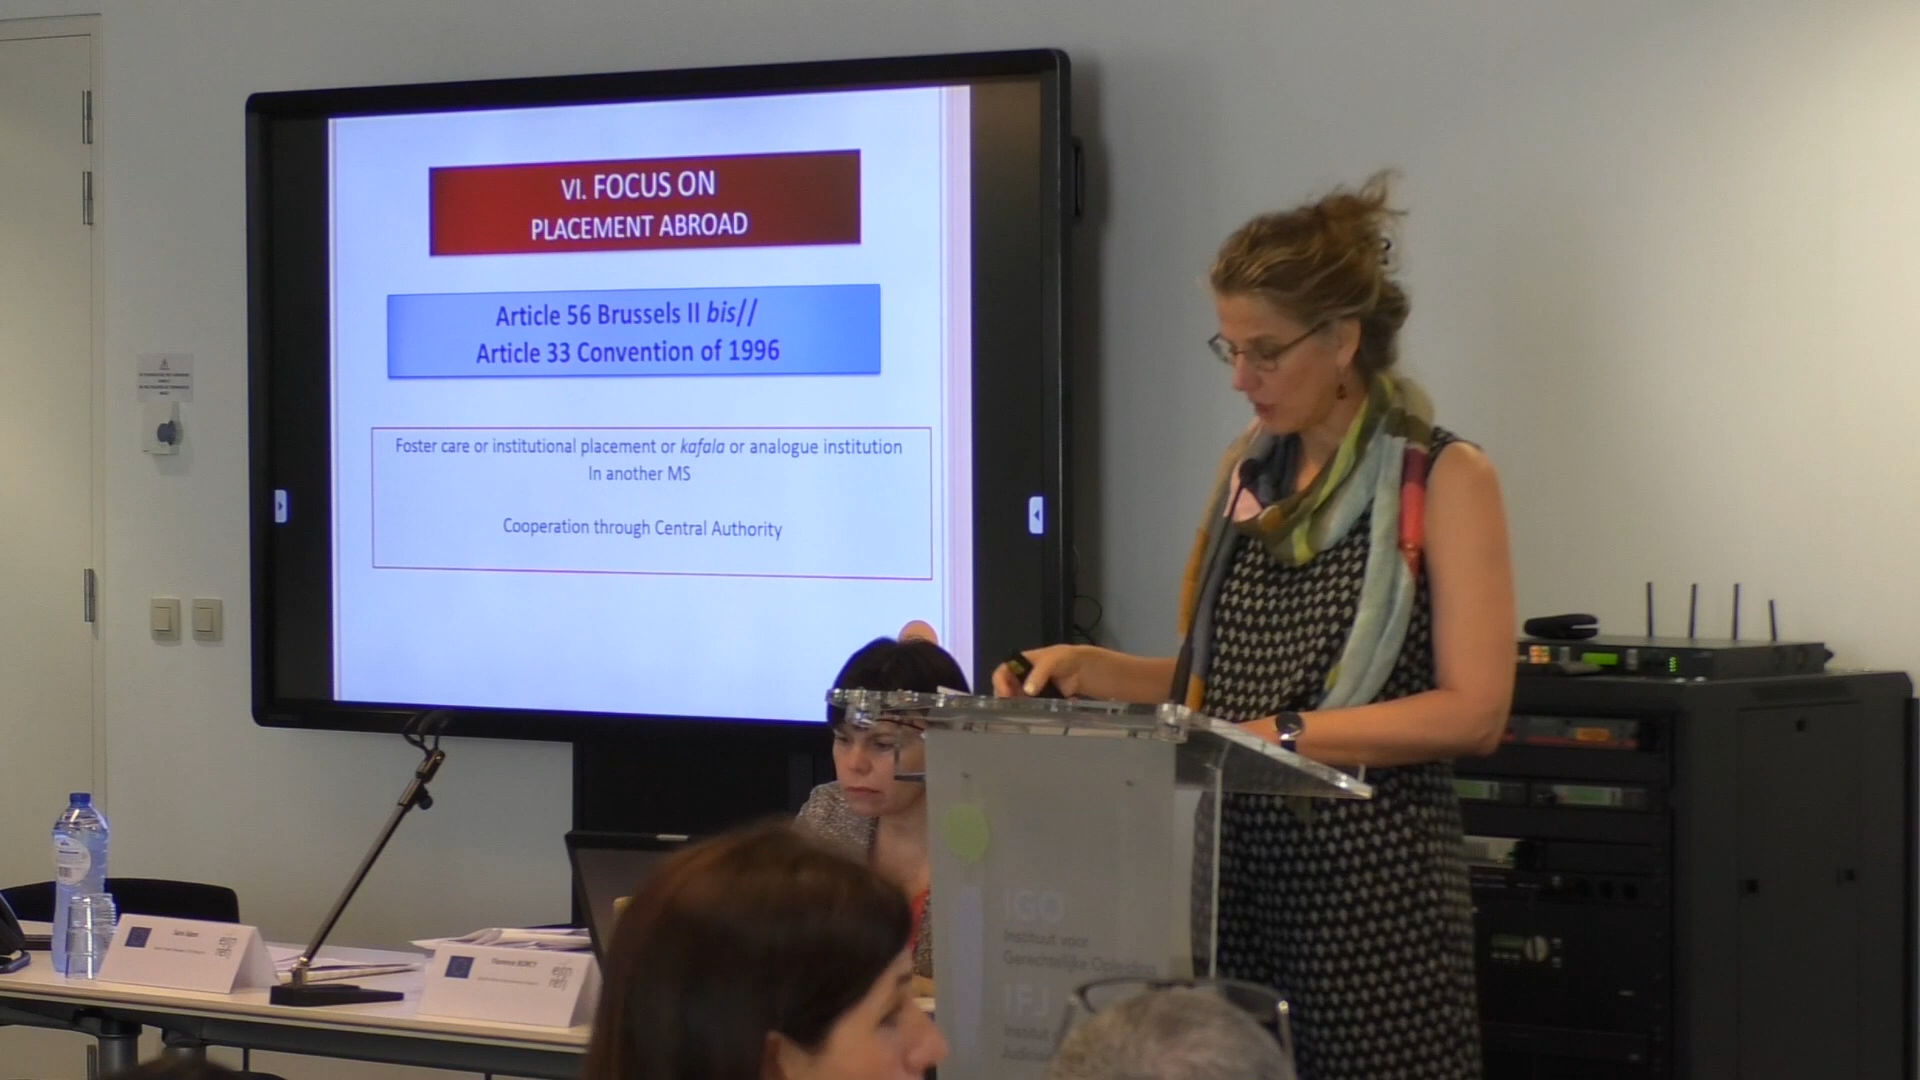 VI. FOCUS ON
PLACEMENT ABROAD
Article 56 Brussels II bis//
Article 33 Convention of 1996
Foster care or institutional placement or kafala or analogue institution
In another MS
Cooperation through Central Authority
Florence
IGO
Instituut voor
Gerechtelijke Opleiding
IFJ
Institut